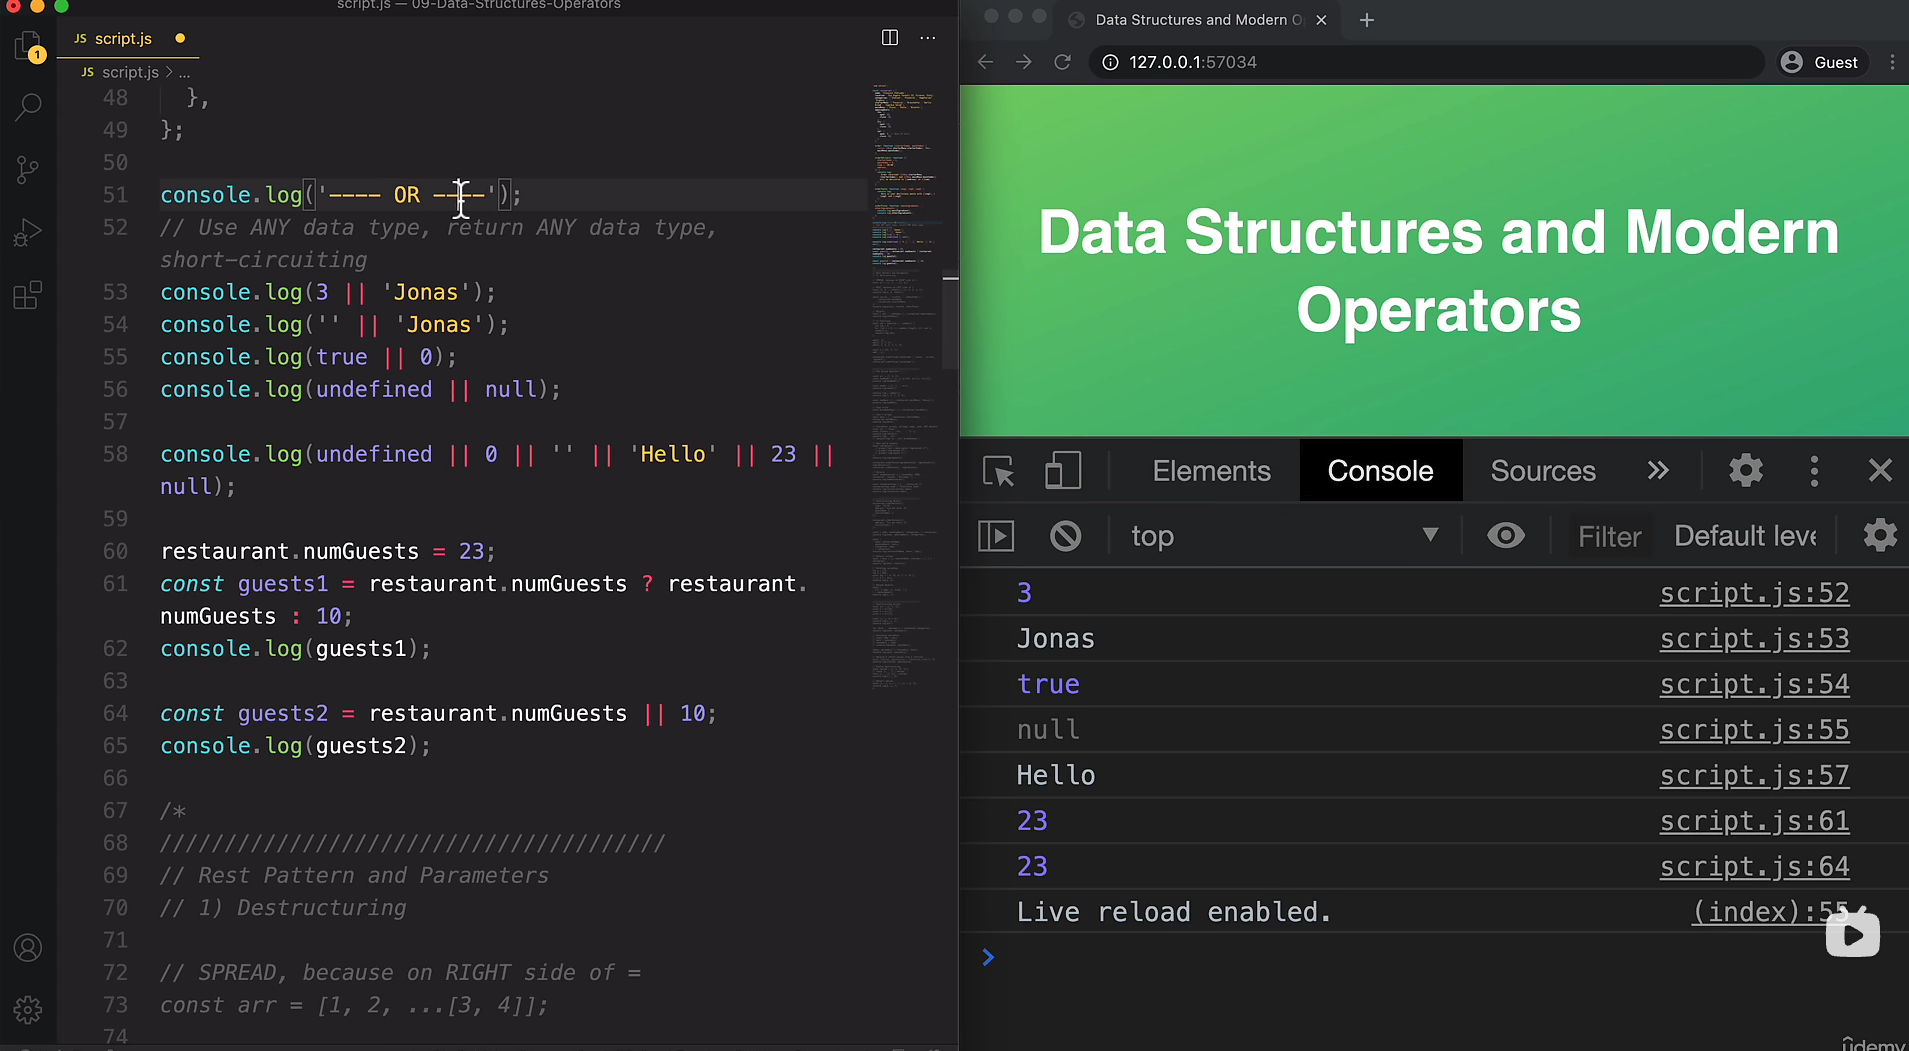 script.js — 09-Data-Structures-Operators
JS script.js
1
JS script.js > ...
48 },
49 };
50
51 console.log('---- OR ----');
52 // Use ANY data type, return ANY data type,
short-circuiting
53 console.log(3 || 'Jonas');
54 console.log('' || 'Jonas');
55 console.log(true || 0);
56 console.log(undefined || null);
57
58 console.log(undefined || 0 || '' || 'Hello' || 23 ||
null);
59
60 restaurant.numGuests = 23;
61 const guests1 = restaurant.numGuests ? restaurant.
numGuests : 10;
62 console.log(guests1);
63
64 const guests2 = restaurant.numGuests || 10;
65 console.log(guests2);
66
67 /*
68 ///////////////////////////////////////
69 // Rest Pattern and Parameters
70 // 1) Destructuring
71
72 // SPREAD, because on RIGHT side of =
73 const arr = [1, 2, ...[3, 4]];
74
Data Structures and Modern O
127.0.0.1:57034
Guest
Data Structures and Modern
Operators
Elements Console Sources
top Filter Default leve
3 script.js:52
Jonas script.js:53
true script.js:54
null script.js:55
Hello script.js:57
23 script.js:61
23 script.js:64
Live reload enabled. (index):55
udemy